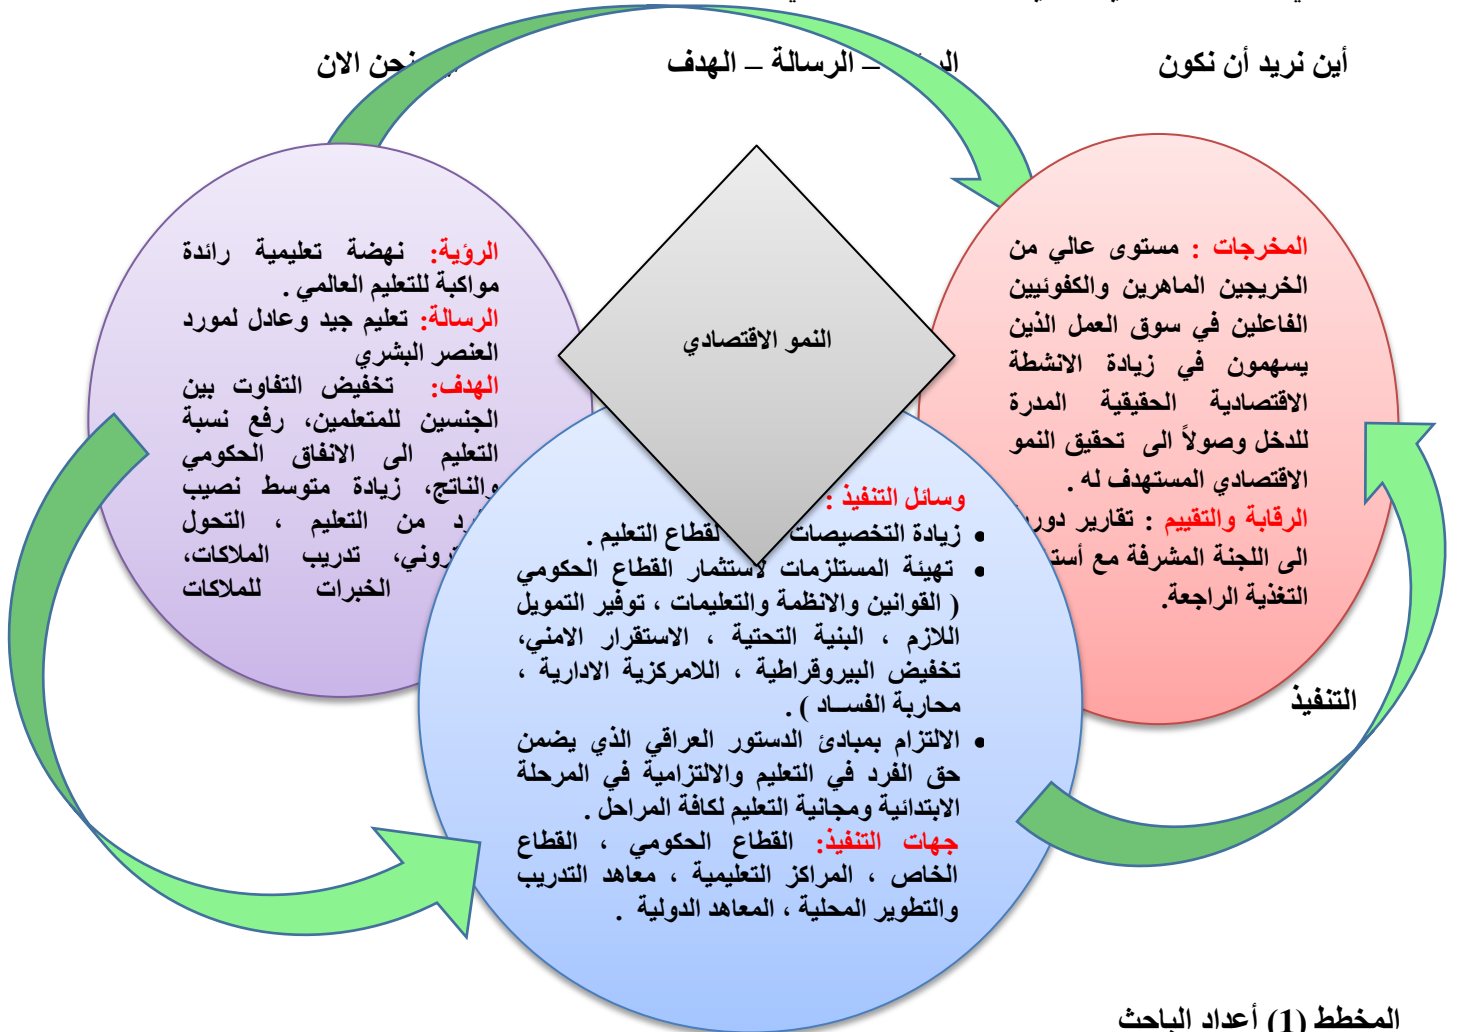 أين نريد أن نكون
– الرسالة – الهدف
نحن الان
المخرجات : مستوى عالي من
الخريجين الماهرين والكفوئيين
الفاعلين في سوق العمل الذين
يسهمون في زيادة الانشطة
الاقتصادية الحقيقية المدرة
للدخل وصولاً الى تحقيق النمو
الاقتصادي المستهدف له .
الرقابة والتقييم : تقارير
الى اللجنة المشرفة مع
التغذية الراجعة.
النمو الاقتصادي
الرؤية: نهضة تعليمية رائدة
مواكبة للتعليم العالمي .
الرسالة: تعليم جيد وعادل لمورد
العنصر البشري
الهدف: تخفيض التفاوت بين
الجنسين للمتعلمين، رفع نسبة
التعليم الى الانفاق الحكومي
والناتج، زيادة متوسط نصيب
من التعليم ، التحول
تدريب الملاكات،
الخبرات للملاكات
وسائل التنفيذ :
• زيادة التخصيصات لقطاع التعليم .
• تهيئة المستلزمات لاستثمار القطاع الحكومي
( القوانين والانظمة والتعليمات ، توفير التمويل
اللازم ، البنية التحتية ، الاستقرار الامني،
تخفيض البيروقراطية ، اللامركزية الادارية ،
محاربة الفســاد ) .
• الالتزام بمبادئ الدستور العراقي الذي يضمن
حق الفرد في التعليم والالتزامية في المرحلة
الابتدائية ومجانية التعليم لكافة المراحل .
جهات التنفيذ: القطاع الحكومي ، القطاع
الخاص ، المراكز التعليمية ، معاهد التدريب
والتطوير المحلية ، المعاهد الدولية .
التنفيذ
المخطط (1) أعداد الباحث